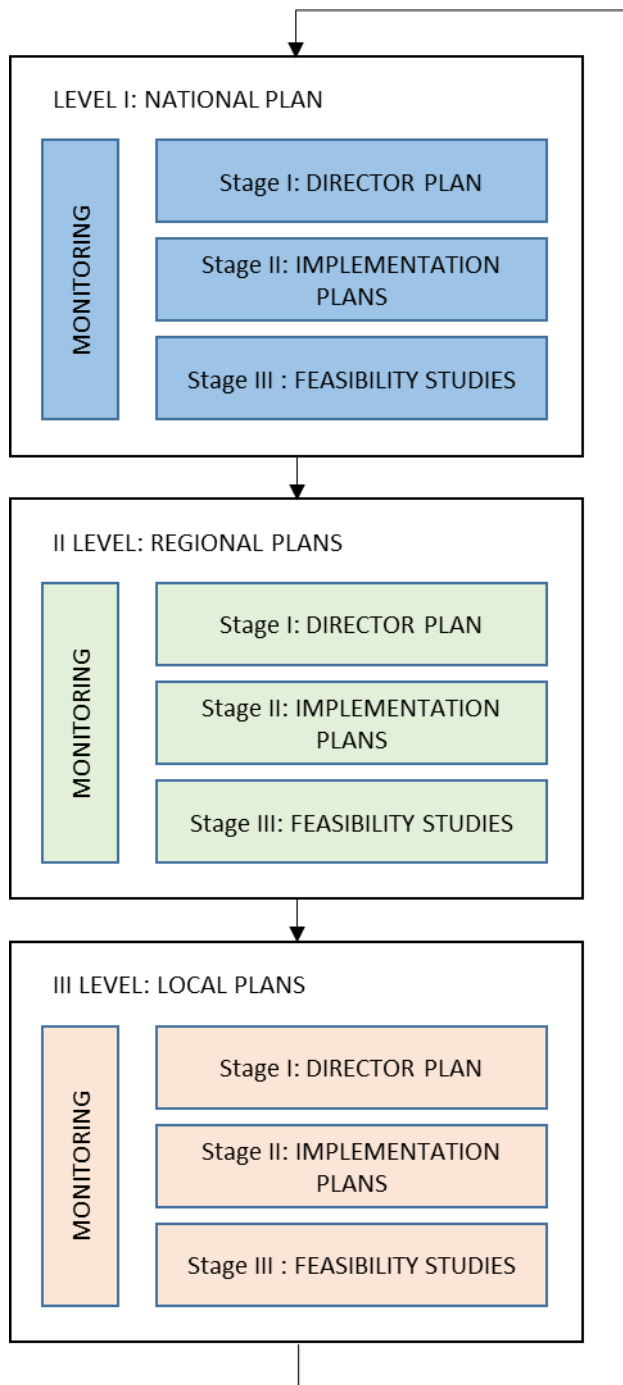 LEVEL I: NATIONAL PLAN
MONITORING
Stage I: DIRECTOR PLAN
Stage II: IMPLEMENTATION
PLANS
Stage III : FEASIBILITY STUDIES
II LEVEL: REGIONAL PLANS
MONITORING
Stage I: DIRECTOR PLAN
Stage II: IMPLEMENTATION
PLANS
Stage III: FEASIBILITY STUDIES
III LEVEL: LOCAL PLANS
MONITORING
Stage I: DIRECTOR PLAN
Stage II: IMPLEMENTATION
PLANS
Stage III : FEASIBILITY STUDIES